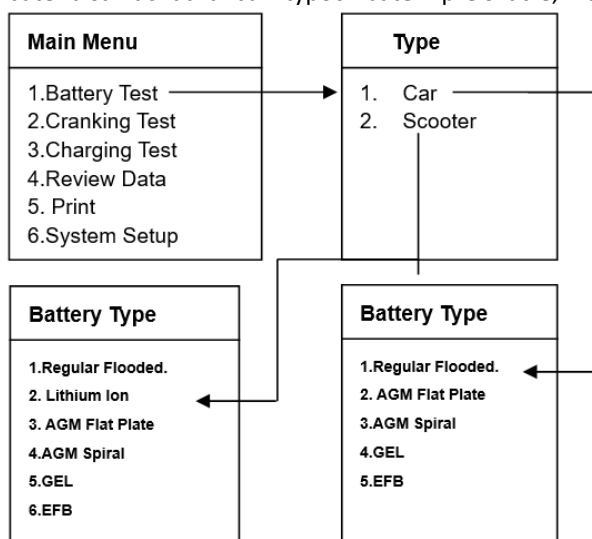 Main Menu
1.Battery Test
2.Cranking Test
3.Charging Test
4.Review Data
5. Print
6.System Setup
Type
1. Car
2. Scooter
Battery Type
1.Regular Flooded.
2. Lithium Ion
3. AGM Flat Plate
4.AGM Spiral
5.GEL
6.EFB
Battery Type
1.Regular Flooded.
2. AGM Flat Plate
3.AGM Spiral
4.GEL
5.EFB